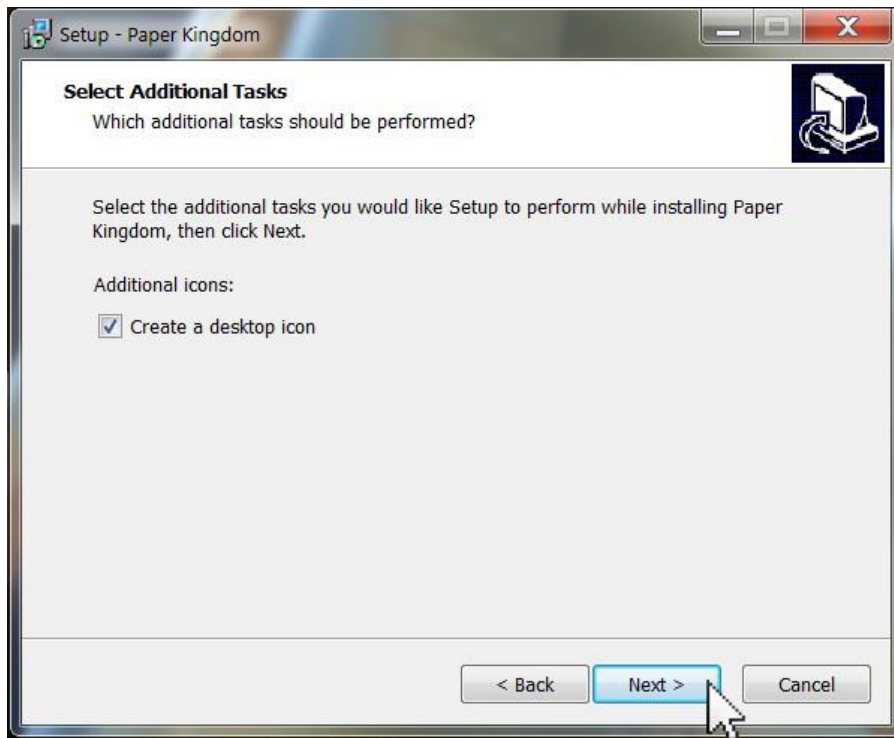 Setup - Paper Kingdom
Select Additional Tasks
Which additional tasks should be performed?
Select the additional tasks you would like Setup to perform while installing Paper
Kingdom, then click Next.
Additional icons:
Create a desktop icon
< Back
Next >
Cancel